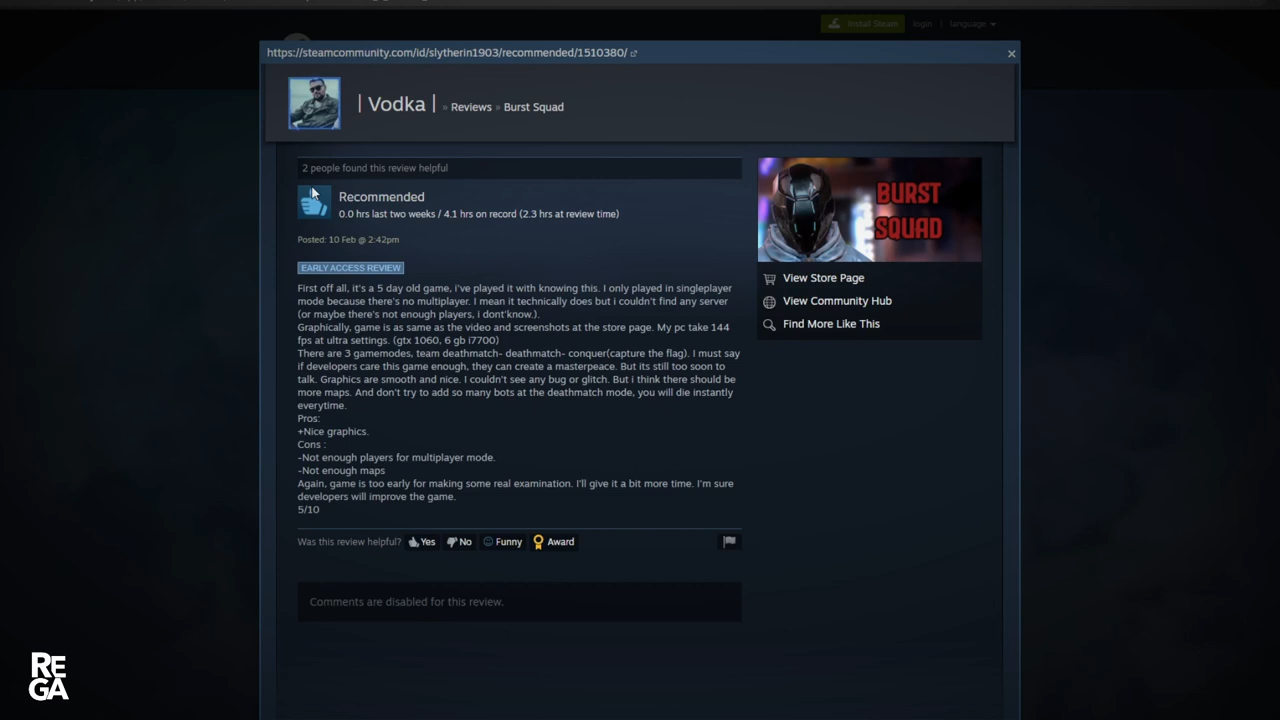 Install Steam login | language
https://steamcommunity.com/id/slytherin1903/recommended/1510380/
| Vodka | » Reviews » Burst Squad
2 people found this review helpful
Recommended
0.0 hrs last two weeks / 4.1 hrs on record (2.3 hrs at review time)
Posted: 10 Feb @ 2:42pm
EARLY ACCESS REVIEW
First off all, it's a 5 day old game, i've played it with knowing this. I only played in singleplayer
mode because there's no multiplayer. I mean it technically does but i couldn't find any server
(or maybe there's not enough players, i dont'know.).
Graphically, game is as same as the video and screenshots at the store page. My pc take 144
fps at ultra settings. (gtx 1060, 6 gb i7700)
There are 3 gamemodes, team deathmatch- deathmatch- conquer(capture the flag). I must say
if developers care this game enough, they can create a masterpeace. But its still too soon to
talk. Graphics are smooth and nice. I couldn't see any bug or glitch. But i think there should be
more maps. And don't try to add so many bots at the deathmatch mode, you will die instantly
everytime.
Pros:
+Nice graphics.
Cons :
-Not enough players for multiplayer mode.
-Not enough maps
Again, game is too early for making some real examination. I'll give it a bit more time. I'm sure
developers will improve the game.
5/10
Was this review helpful? Yes No Funny Award
Comments are disabled for this review.
BURST
SQUAD
View Store Page
View Community Hub
Find More Like This
RE
GA